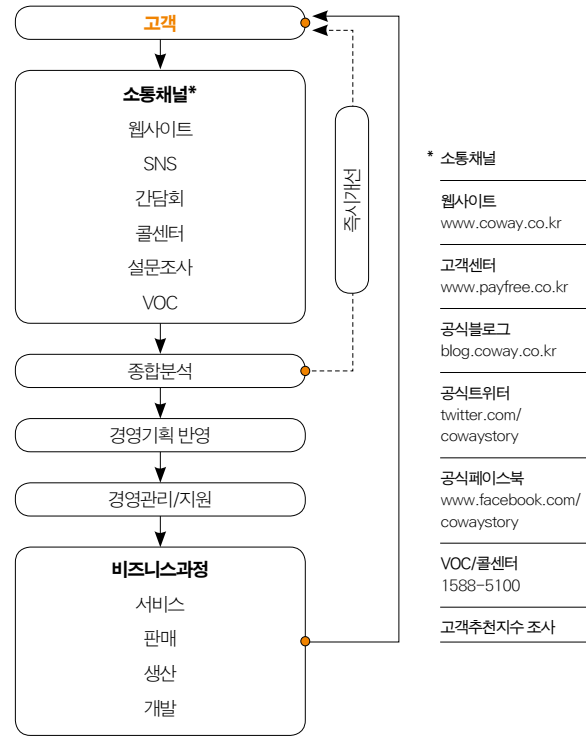 고객
소통채널*
웹사이트
SNS
간담회
콜센터
설문조사
VOC
즉시개선
종합분석
경영기획 반영
경영관리/지원
비즈니스과정
서비스
판매
생산
개발
* 소통채널
웹사이트
www.coway.co.kr
고객센터
www.payfree.co.kr
공식블로그
blog.coway.co.kr
공식트위터
twitter.com/
cowaystory
공식페이스북
www.facebook.com/
cowaystory
VOC/콜센터
1588-5100
고객추천지수 조사